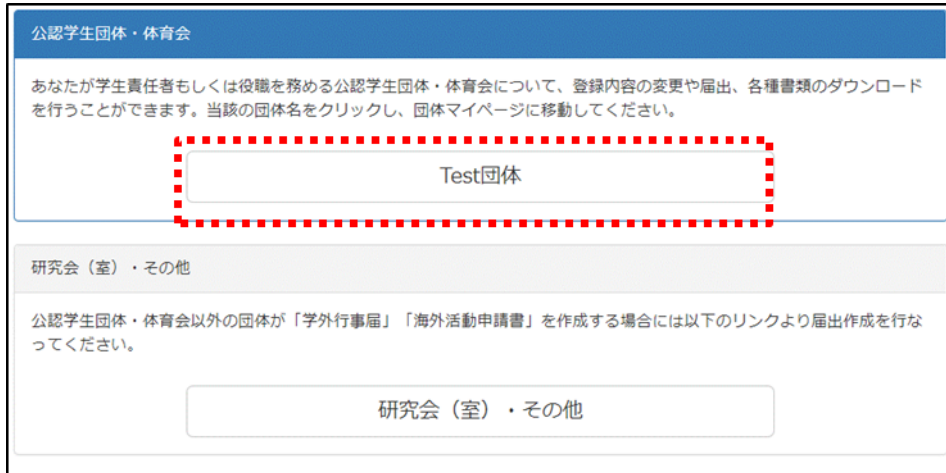 公認学生団体・体育会
あなたが学生責任者もしくは役職を務める公認学生団体・体育会について、登録内容の変更や届出、各種書類のダウンロード
を行うことができます。当該の団体名をクリックし、団体マイページに移動してください。
Test団体
研究会（室）・その他
公認学生団体・体育会以外の団体が「学外行事届」「海外活動申請書」を作成する場合には以下のリンクより届出作成を行な
ってください。
研究会（室）・その他